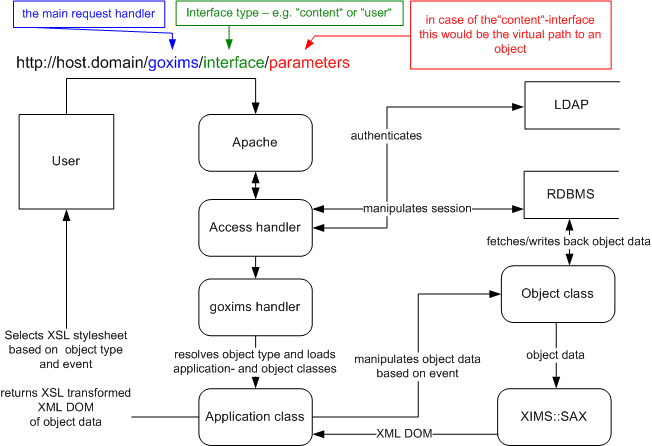 the main request handler
Interface type – e.g. "content" or "user"
in case of the"content"-interface
this would be the virtual path to an
object
http://host.domain/goxims/interface/parameters
User
Apache
LDAP
authenticates
Access handler
manipulates session
RDBMS
fetches/writes back object data
goxims handler
Object class
Selects XSL stylesheet
based on object type
and event
resolves object type and loads
application- and object classes
manipulates object data
based on event
object data
returns XSL transformed
XML DOM
of object data
Application class
XML DOM
XIMS::SAX